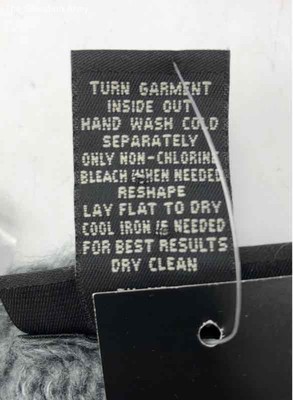 TURN GARMENT
INSIDE OUT
HAND WASH COLD
SEPARATELY
ONLY NON-CHLORINE
BLEACH WHEN NEEDED
RESHAPE
LAY FLAT TO DRY
COOL IRON IF NEEDED
FOR BEST RESULTS
DRY CLEAN